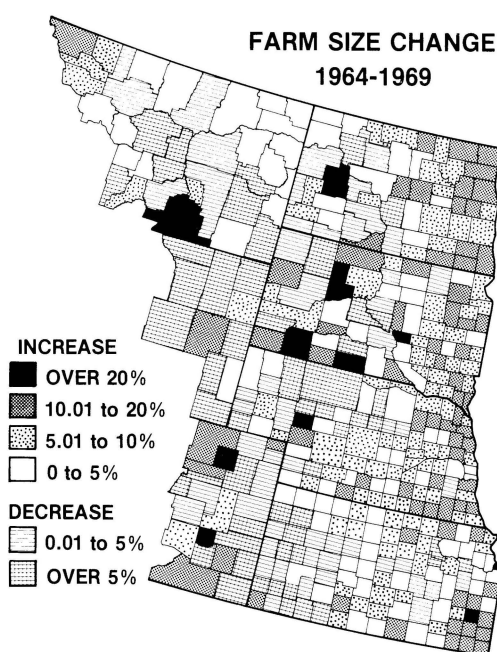 FARM SIZE CHANGE
1964-1969
INCREASE
OVER 20%
10.01 to 20%
5.01 to 10%
0 to 5%
DECREASE
0.01 to 5%
OVER 5%